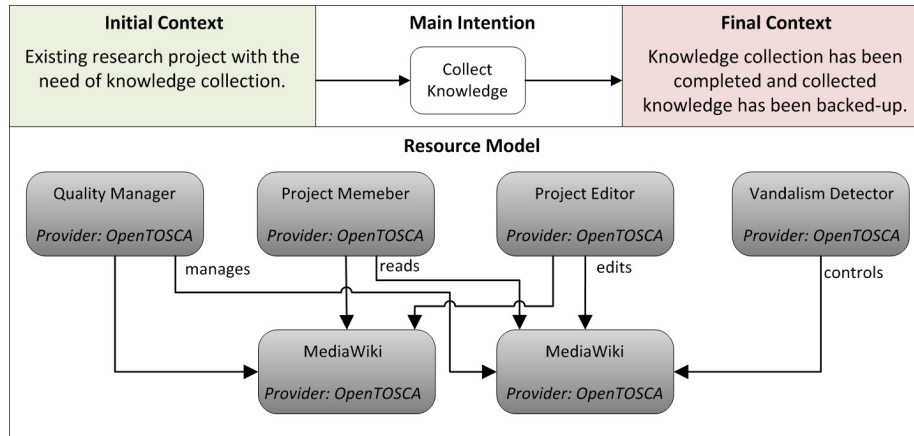 Initial Context
Existing research project with the
need of knowledge collection.
Main Intention
Collect
Knowledge
Final Context
Knowledge collection has been
completed and collected
knowledge has been backed-up.
Resource Model
Quality Manager
Provider: OpenTOSCA
Project Memeber
Provider: OpenTOSCA
Project Editor
Provider: OpenTOSCA
Vandalism Detector
Provider: OpenTOSCA
manages
reads
edits
controls
MediaWiki
Provider: OpenTOSCA
MediaWiki
Provider: OpenTOSCA